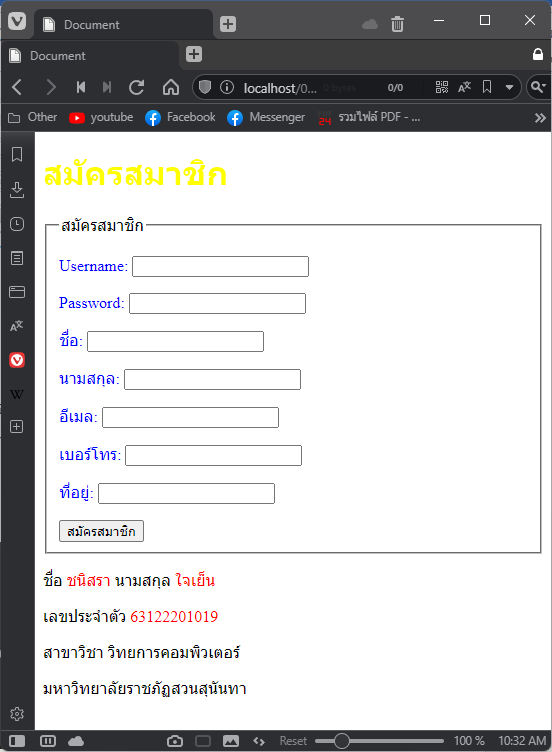 Document
Document
localhost/0... 0 bytes 0/0
Other youtube Facebook Messenger 24 รวมไฟล์ PDF - ...
สมัครสมาชิก
สมัครสมาชิก
Username:
Password:
ชื่อ:
นามสกุล:
อีเมล:
เบอร์โทร:
ที่อยู่:
สมัครสมาชิก
ชื่อ ชนิสรา นามสกุล ใจเย็น
เลขประจำตัว 63122201019
สาขาวิชา วิทยการคอมพิวเตอร์
มหาวิทยาลัยราชภัฏสวนสุนันทา
W
Reset 100 % 10:32 AM